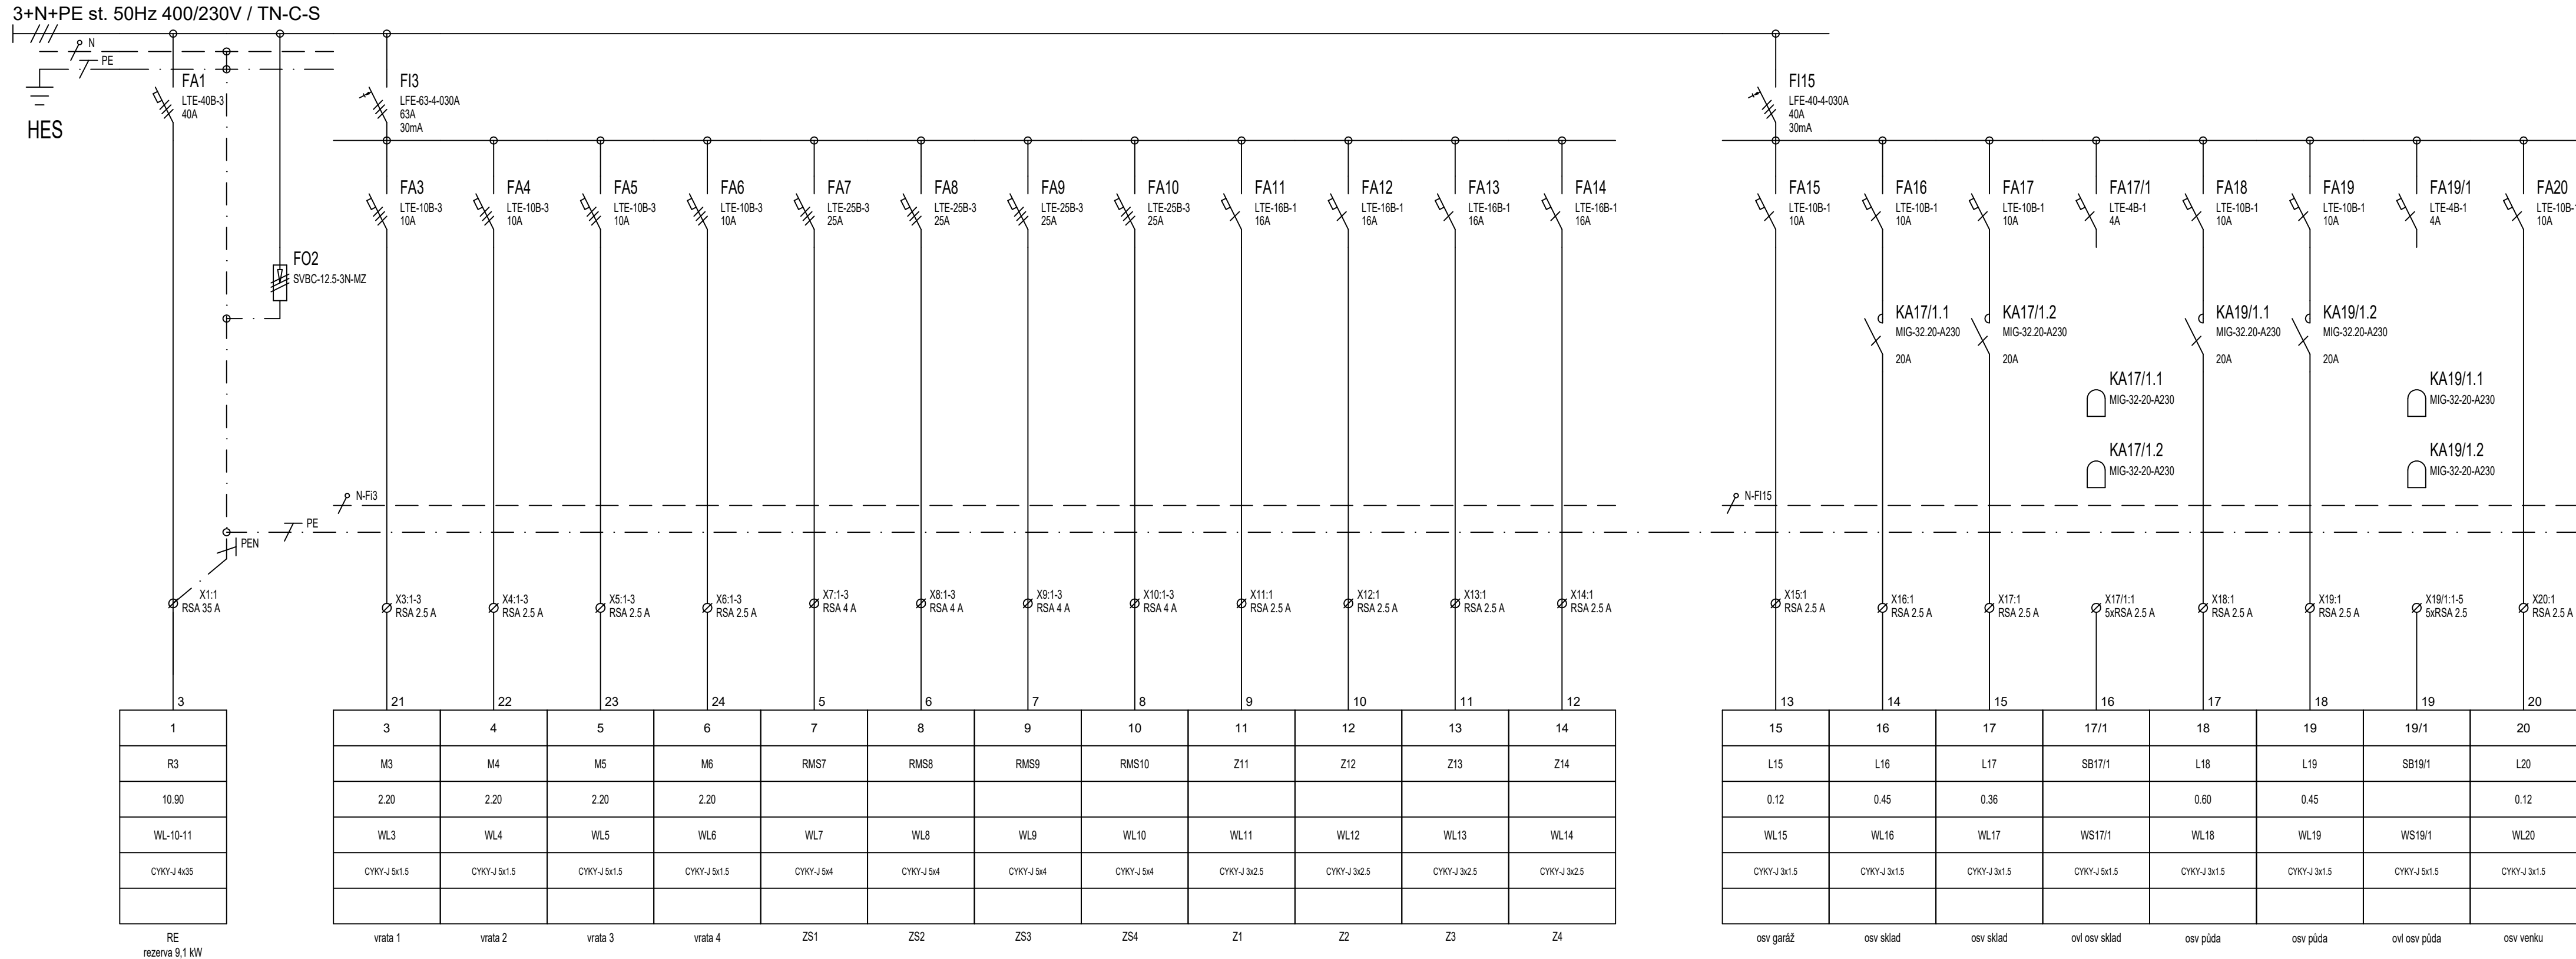 3+N+PE st. 50Hz 400/230V / TN-C-S
N
PE
HES
FA1
LTE-40B-3
40A
FO2
SVBC-12.5-3N-MZ
FI3
LFE-63-4-030A
63A
30mA
FI15
LFE-40-4-030A
40A
30mA
FA3
LTE-10B-3
10A
FA4
LTE-10B-3
10A
FA5
LTE-10B-3
10A
FA6
LTE-10B-3
10A
FA7
LTE-25B-3
25A
FA8
LTE-25B-3
25A
FA9
LTE-25B-3
25A
FA10
LTE-25B-3
25A
FA11
LTE-16B-1
16A
FA12
LTE-16B-1
16A
FA13
LTE-16B-1
16A
FA14
LTE-16B-1
16A
FA15
LTE-10B-1
10A
FA16
LTE-10B-1
10A
FA17
LTE-10B-1
10A
FA17/1
LTE-4B-1
4A
FA18
LTE-10B-1
10A
FA19
LTE-10B-1
10A
FA19/1
LTE-4B-1
4A
FA20
LTE-10B-
10A
KA17/1.1
MIG-32.20-A230
20A
KA17/1.2
MIG-32.20-A230
20A
KA19/1.1
MIG-32.20-A230
20A
KA19/1.2
MIG-32.20-A230
20A
KA17/1.1
MIG-32-20-A230
KA17/1.2
MIG-32-20-A230
KA19/1.1
MIG-32-20-A230
KA19/1.2
MIG-32-20-A230
N-Fi3
N-FI15
PE
PEN
X1:1
RSA 35 A
X3:1-3
RSA 2.5 A
X4:1-3
RSA 2.5 A
X5:1-3
RSA 2.5 A
X6:1-3
RSA 2.5 A
X7:1-3
RSA 4 A
X8:1-3
RSA 4 A
X9:1-3
RSA 4 A
X10:1-3
RSA 4 A
X11:1
RSA 2.5 A
X12:1
RSA 2.5 A
X13:1
RSA 2.5 A
X14:1
RSA 2.5 A
X15:1
RSA 2.5 A
X16:1
RSA 2.5 A
X17:1
RSA 2.5 A
X17/1:1
5xRSA 2.5 A
X18:1
RSA 2.5 A
X19:1
RSA 2.5 A
X19/1:1-5
5xRSA 2.5
X20:1
RSA 2.5 A
3 21 22 23 24 5 6 7 8 9 10 11 12 13 14 15 16 17 18 19 20
1 3 4 5 6 7 8 9 10 11 12 13 14 15 16 17 17/1 18 19 19/1 20
R3 M3 M4 M5 M6 RMS7 RMS8 RMS9 RMS10 Z11 Z12 Z13 Z14 L15 L16 L17 SB17/1 L18 L19 SB19/1 L20
10.90 2.20 2.20 2.20 2.20 0.12 0.45 0.36 0.60 0.45 0.12
WL-10-11 WL3 WL4 WL5 WL6 WL7 WL8 WL9 WL10 WL11 WL12 WL13 WL14 WL15 WL16 WL17 WS17/1 WL18 WL19 WS19/1 WL20
CYKY-J 4x35 CYKY-J 5x1.5 CYKY-J 5x1.5 CYKY-J 5x1.5 CYKY-J 5x1.5 CYKY-J 5x4 CYKY-J 5x4 CYKY-J 5x4 CYKY-J 5x4 CYKY-J 3x2.5 CYKY-J 3x2.5 CYKY-J 3x2.5 CYKY-J 3x2.5 CYKY-J 3x1.5 CYKY-J 3x1.5 CYKY-J 3x1.5 CYKY-J 5x1.5 CYKY-J 3x1.5 CYKY-J 3x1.5 CYKY-J 5x1.5 CYKY-J 3x1.5
RE vrata 1 vrata 2 vrata 3 vrata 4 ZS1 ZS2 ZS3 ZS4 Z1 Z2 Z3 Z4 osv garáž osv sklad osv sklad ovl osv sklad osv půda osv půda ovl osv půda osv venku
rezerva 9,1 kW